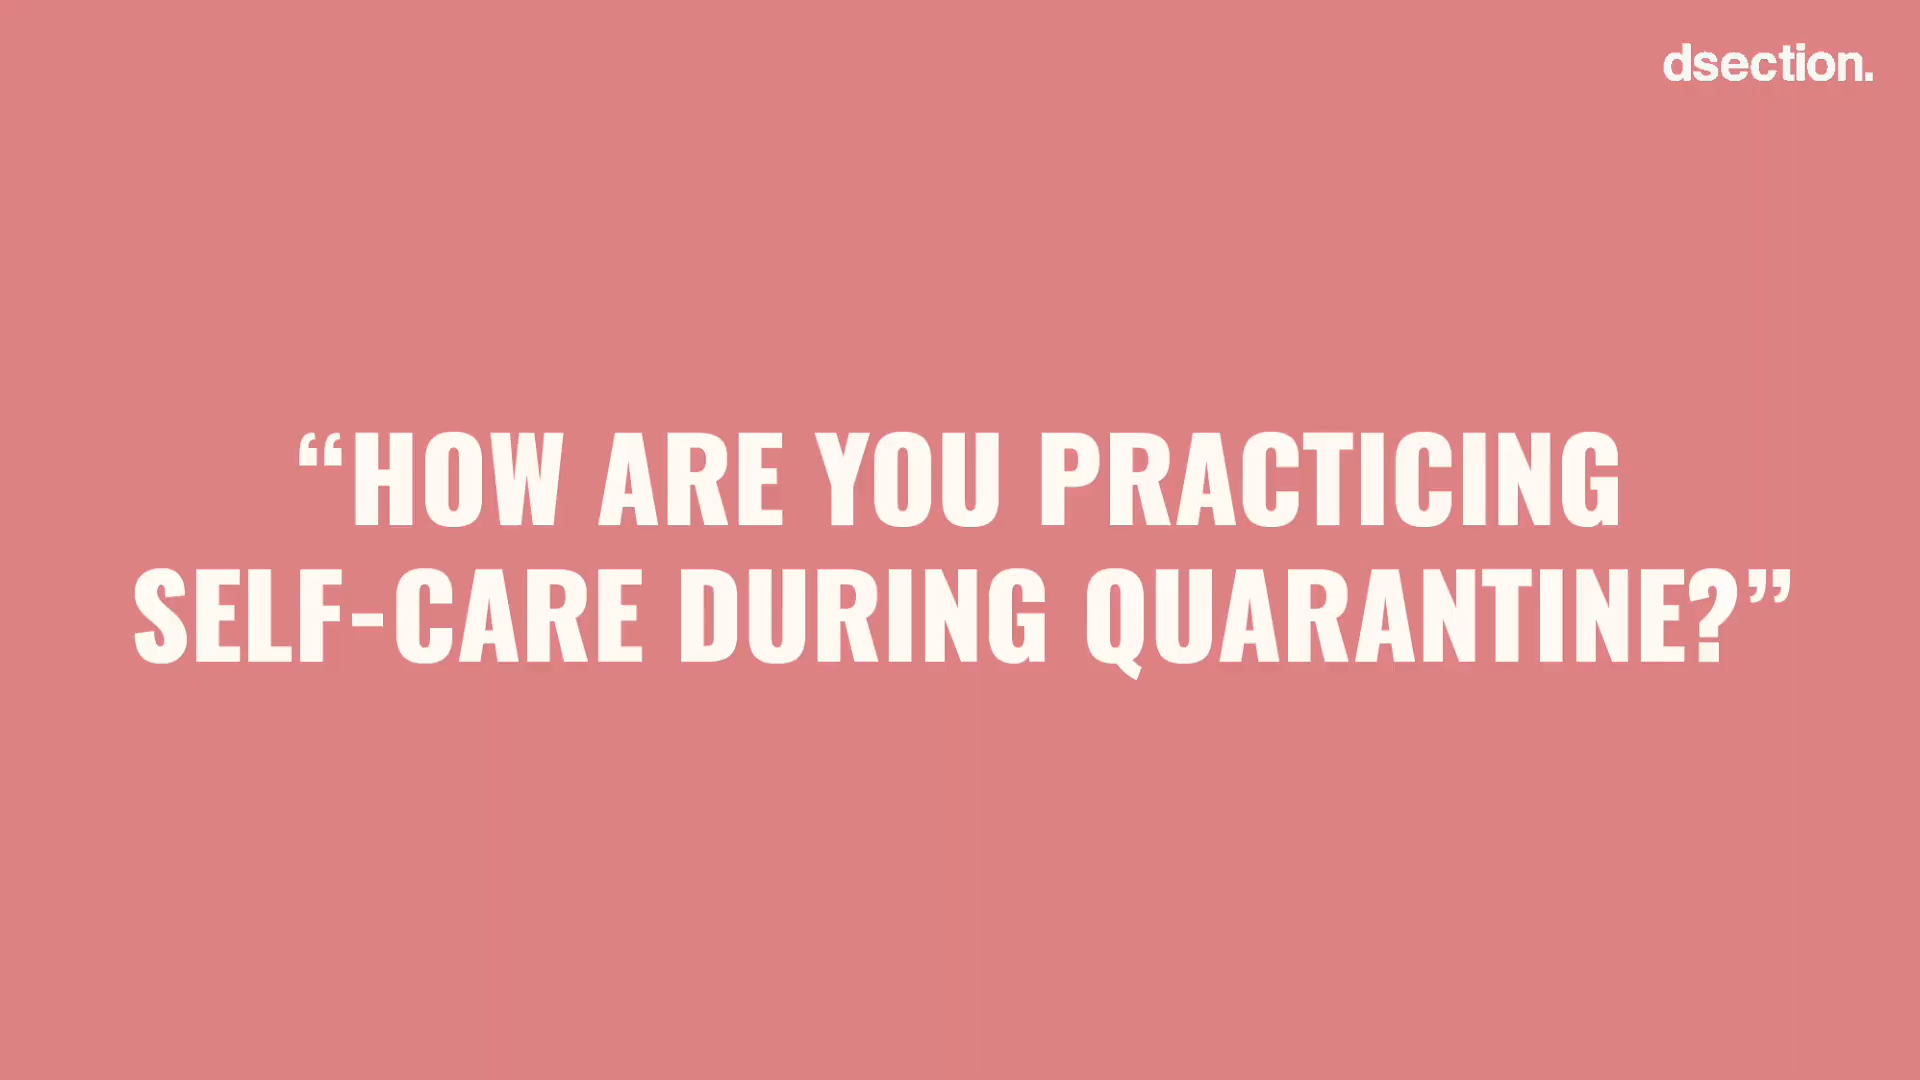 dsection.
“HOW ARE YOU PRACTICING
SELF-CARE DURING QUARANTINE?”